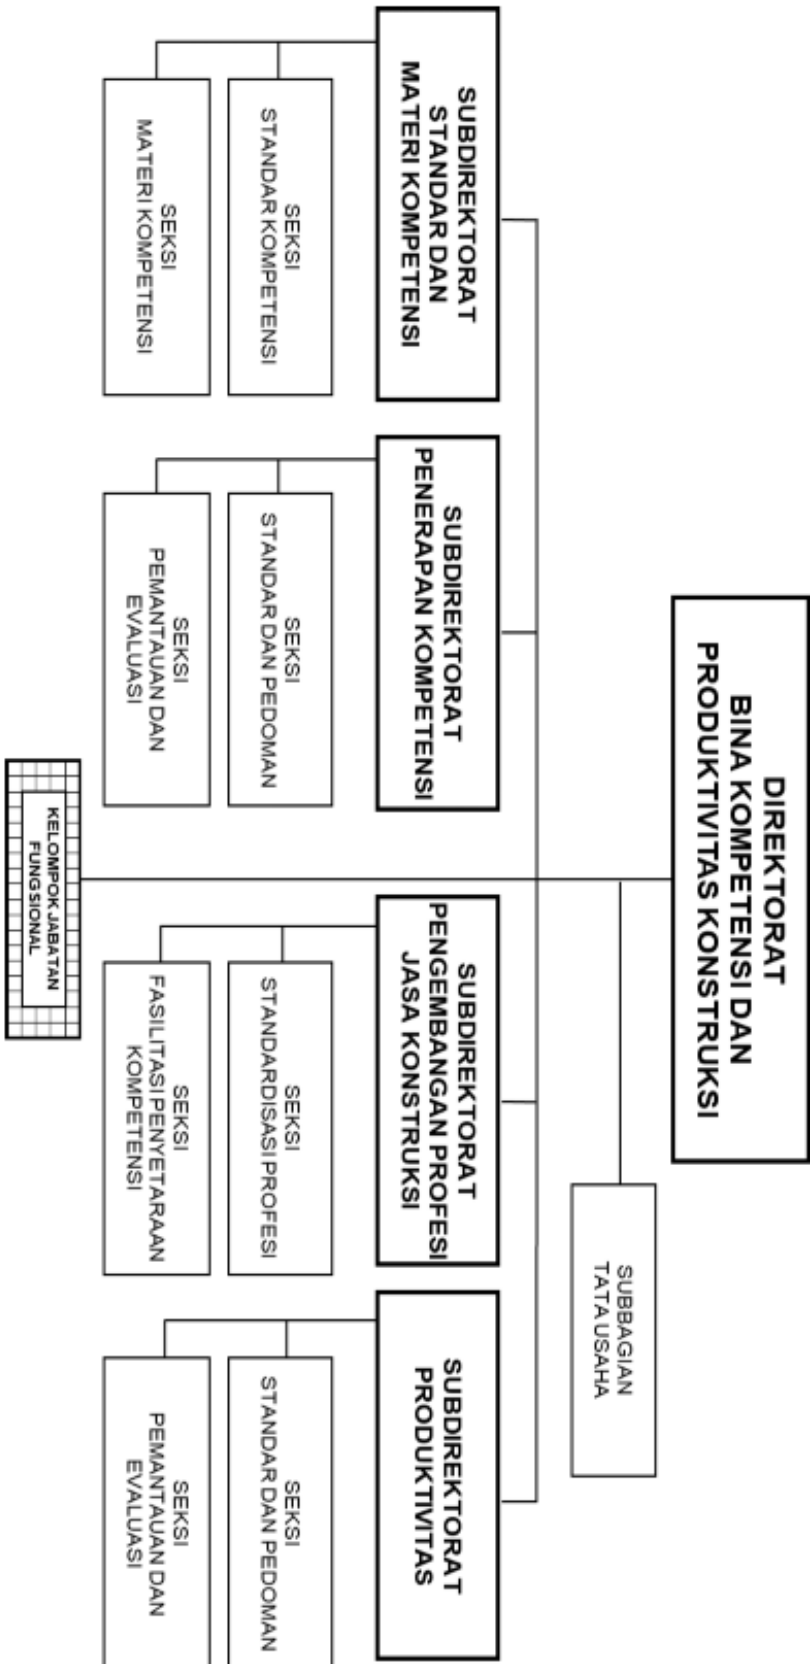 DIREKTORAT
BINA KOMPETENSI DAN
PRODUKTIVITAS KONSTRUKSI
SUBBAGIAN
TATA USAHA
SUBDIREKTORAT
STANDAR DAN
MATERI KOMPETENSI
SEKSI
STANDAR KOMPETENSI
SEKSI
MATERI KOMPETENSI
SUBDIREKTORAT
PENERAPAN KOMPETENSI
SEKSI
STANDAR DAN PEDOMAN
SEKSI
PEMANTAUAN DAN
EVALUASI
SUBDIREKTORAT
PENGEMBANGAN PROFESI
JASA KONSTRUKSI
SEKSI
STANDARDISASI PROFESI
SEKSI
FASILITASI PENYETARAAN
KOMPETENSI
SUBDIREKTORAT
PRODUKTIVITAS
SEKSI
STANDAR DAN PEDOMAN
SEKSI
PEMANTAUAN DAN
EVALUASI
KELOMPOK JABATAN
FUNGSIONAL